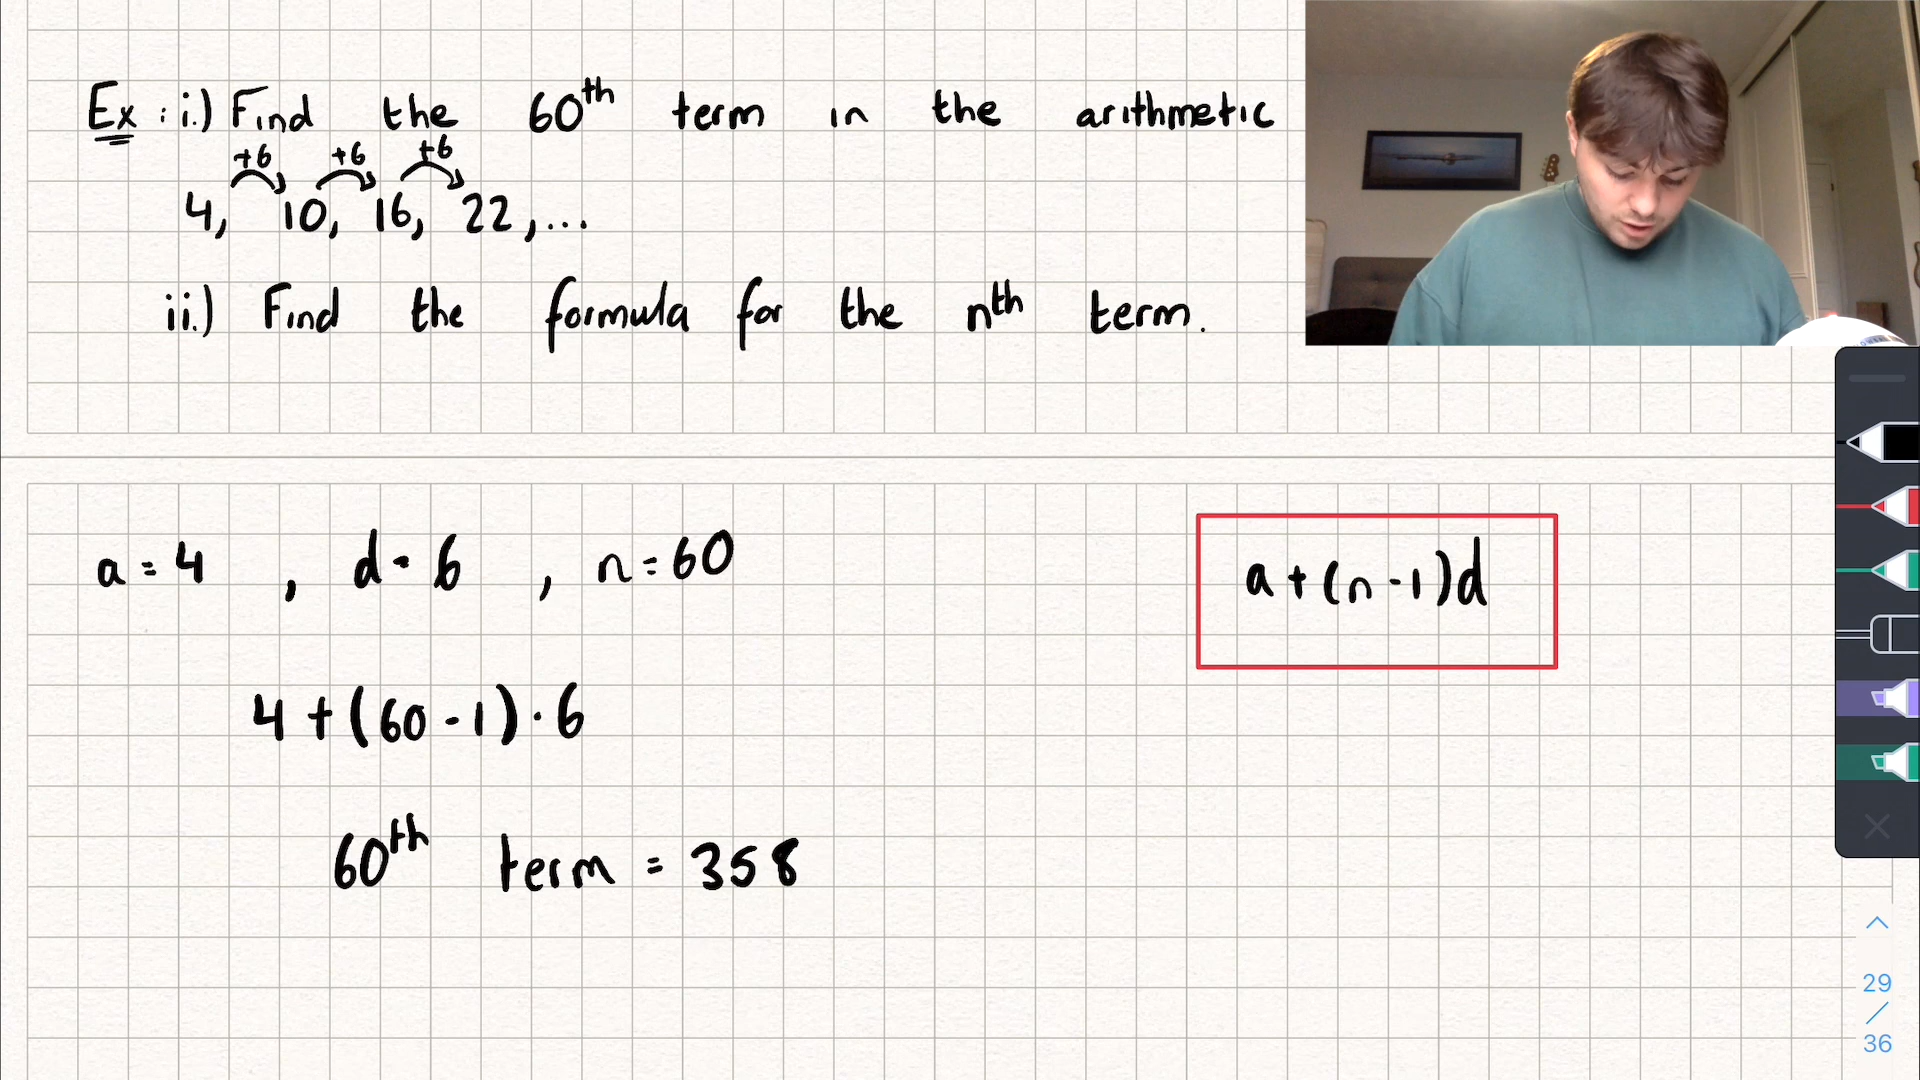 Ex : i.) Find the 60th term in the arithmetic
+6 +6 +6
4, 10, 16, 22, ...
ii.) Find the formula for the nth term.
a = 4 , d = 6 , n = 60
a + (n - 1)d
4 + (60 - 1) · 6
60th term = 358
29
/
36